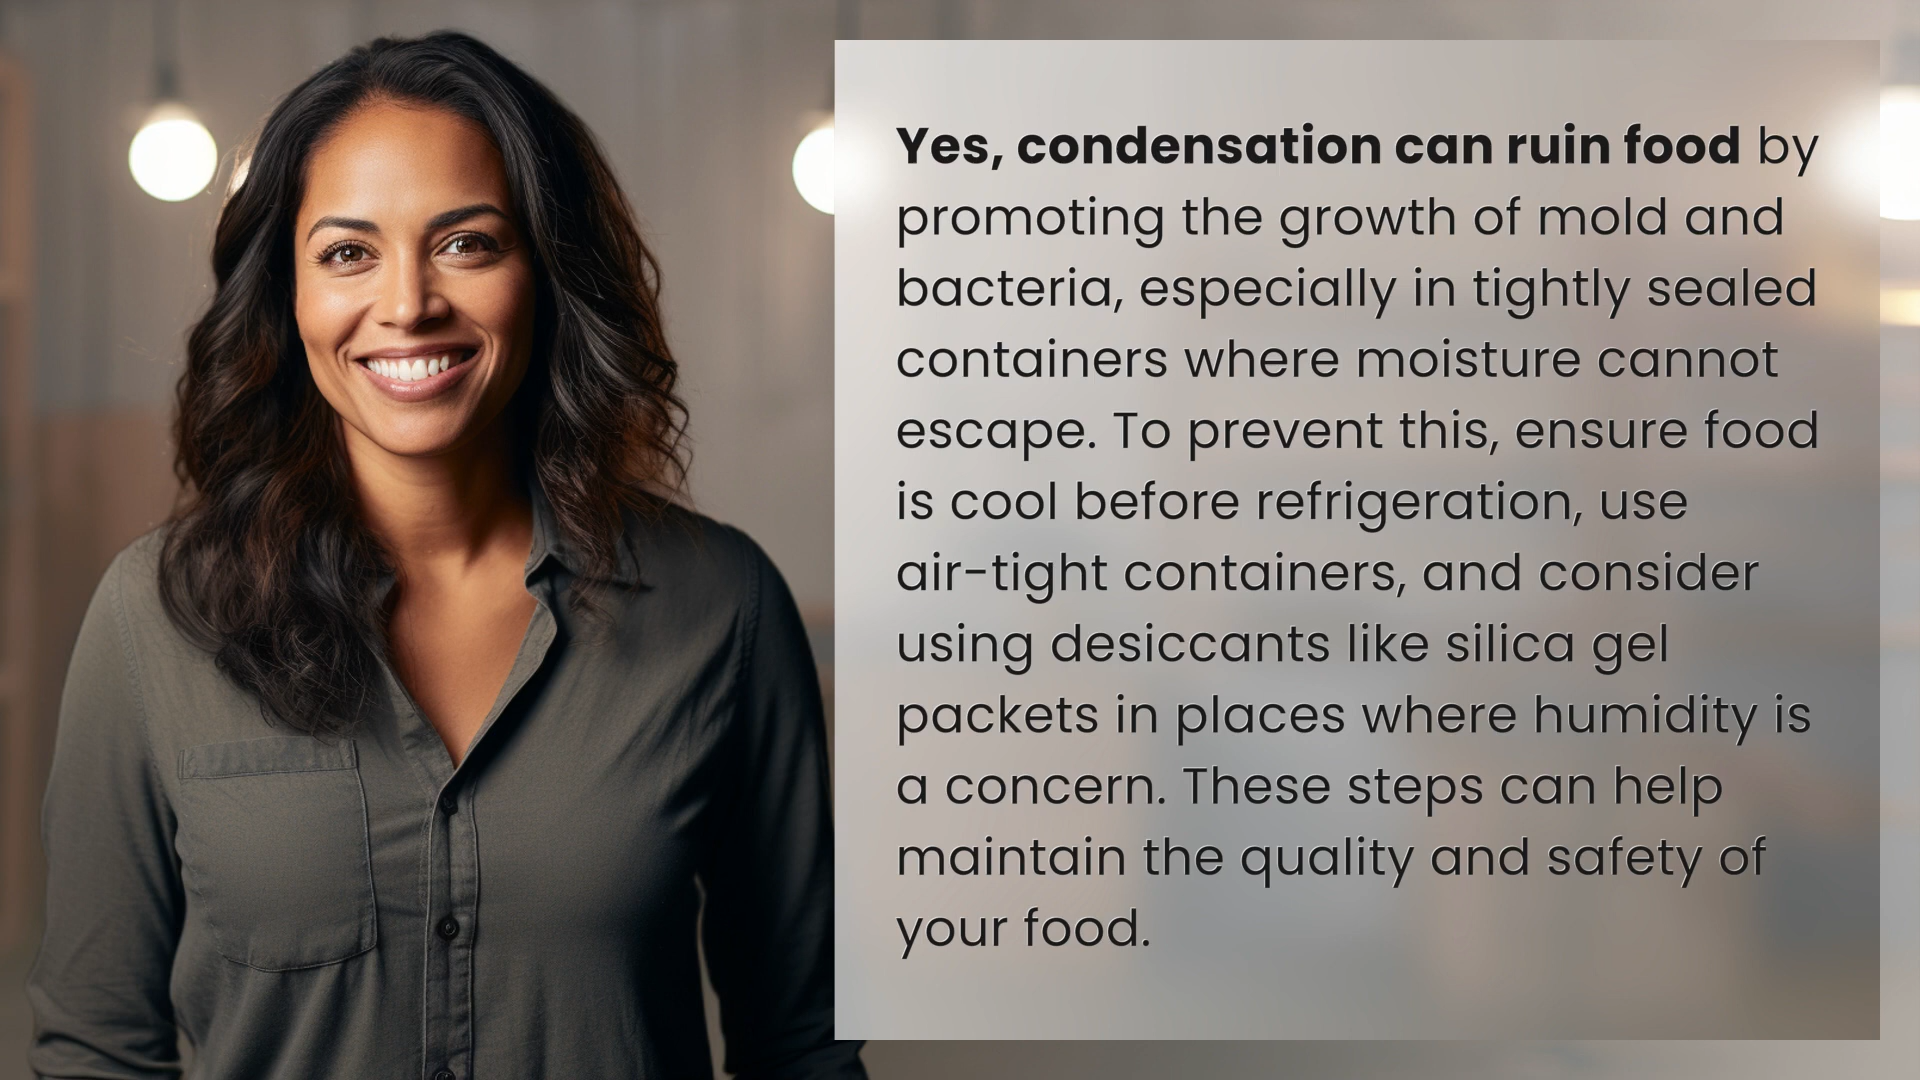 Yes, condensation can ruin food by
promoting the growth of mold and
bacteria, especially in tightly sealed
containers where moisture cannot
escape. To prevent this, ensure food
is cool before refrigeration, use
air-tight containers, and consider
using desiccants like silica gel
packets in places where humidity is
a concern. These steps can help
maintain the quality and safety of
your food.